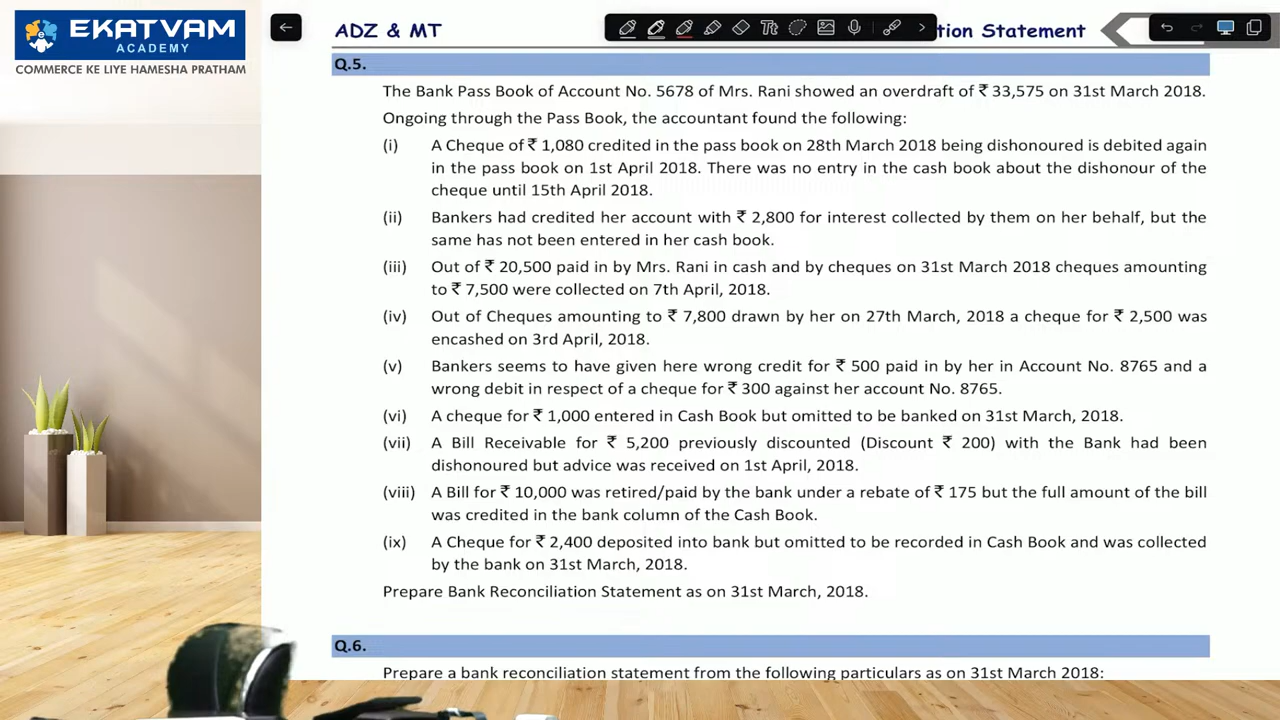 EKATVAM
ACADEMY
COMMERCE KE LIYE HAMESHA PRATHAM
ADZ & MT
tion Statement
Q.5.
The Bank Pass Book of Account No. 5678 of Mrs. Rani showed an overdraft of ₹ 33,575 on 31st March 2018.
Ongoing through the Pass Book, the accountant found the following:
(i) A Cheque of ₹ 1,080 credited in the pass book on 28th March 2018 being dishonoured is debited again
in the pass book on 1st April 2018. There was no entry in the cash book about the dishonour of the
cheque until 15th April 2018.
(ii) Bankers had credited her account with ₹ 2,800 for interest collected by them on her behalf, but the
same has not been entered in her cash book.
(iii) Out of ₹ 20,500 paid in by Mrs. Rani in cash and by cheques on 31st March 2018 cheques amounting
to ₹ 7,500 were collected on 7th April, 2018.
(iv) Out of Cheques amounting to ₹ 7,800 drawn by her on 27th March, 2018 a cheque for ₹ 2,500 was
encashed on 3rd April, 2018.
(v) Bankers seems to have given here wrong credit for ₹ 500 paid in by her in Account No. 8765 and a
wrong debit in respect of a cheque for ₹ 300 against her account No. 8765.
(vi) A cheque for ₹ 1,000 entered in Cash Book but omitted to be banked on 31st March, 2018.
(vii) A Bill Receivable for ₹ 5,200 previously discounted (Discount ₹ 200) with the Bank had been
dishonoured but advice was received on 1st April, 2018.
(viii) A Bill for ₹ 10,000 was retired/paid by the bank under a rebate of ₹ 175 but the full amount of the bill
was credited in the bank column of the Cash Book.
(ix) A Cheque for ₹ 2,400 deposited into bank but omitted to be recorded in Cash Book and was collected
by the bank on 31st March, 2018.
Prepare Bank Reconciliation Statement as on 31st March, 2018.
Q.6.
Prepare a bank reconciliation statement from the following particulars as on 31st March 2018: